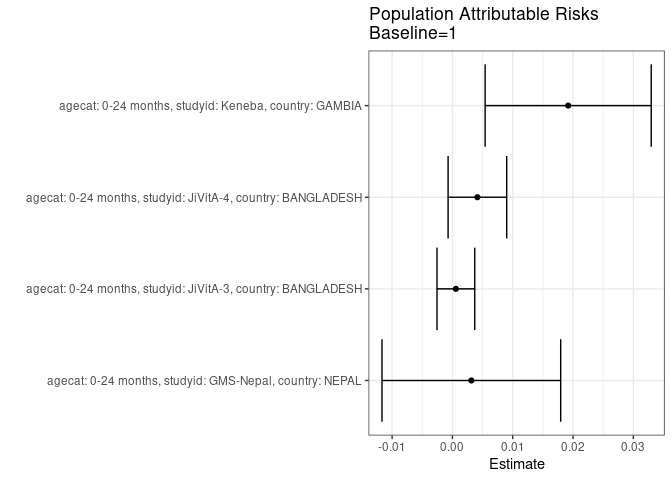 Population Attributable Risks
Baseline=1
agecat: 0-24 months, studyid: Keneba, country: GAMBIA
agecat: 0-24 months, studyid: JiVitA-4, country: BANGLADESH
agecat: 0-24 months, studyid: JiVitA-3, country: BANGLADESH
agecat: 0-24 months, studyid: GMS-Nepal, country: NEPAL
-0.01 0.00 0.01 0.02 0.03
Estimate